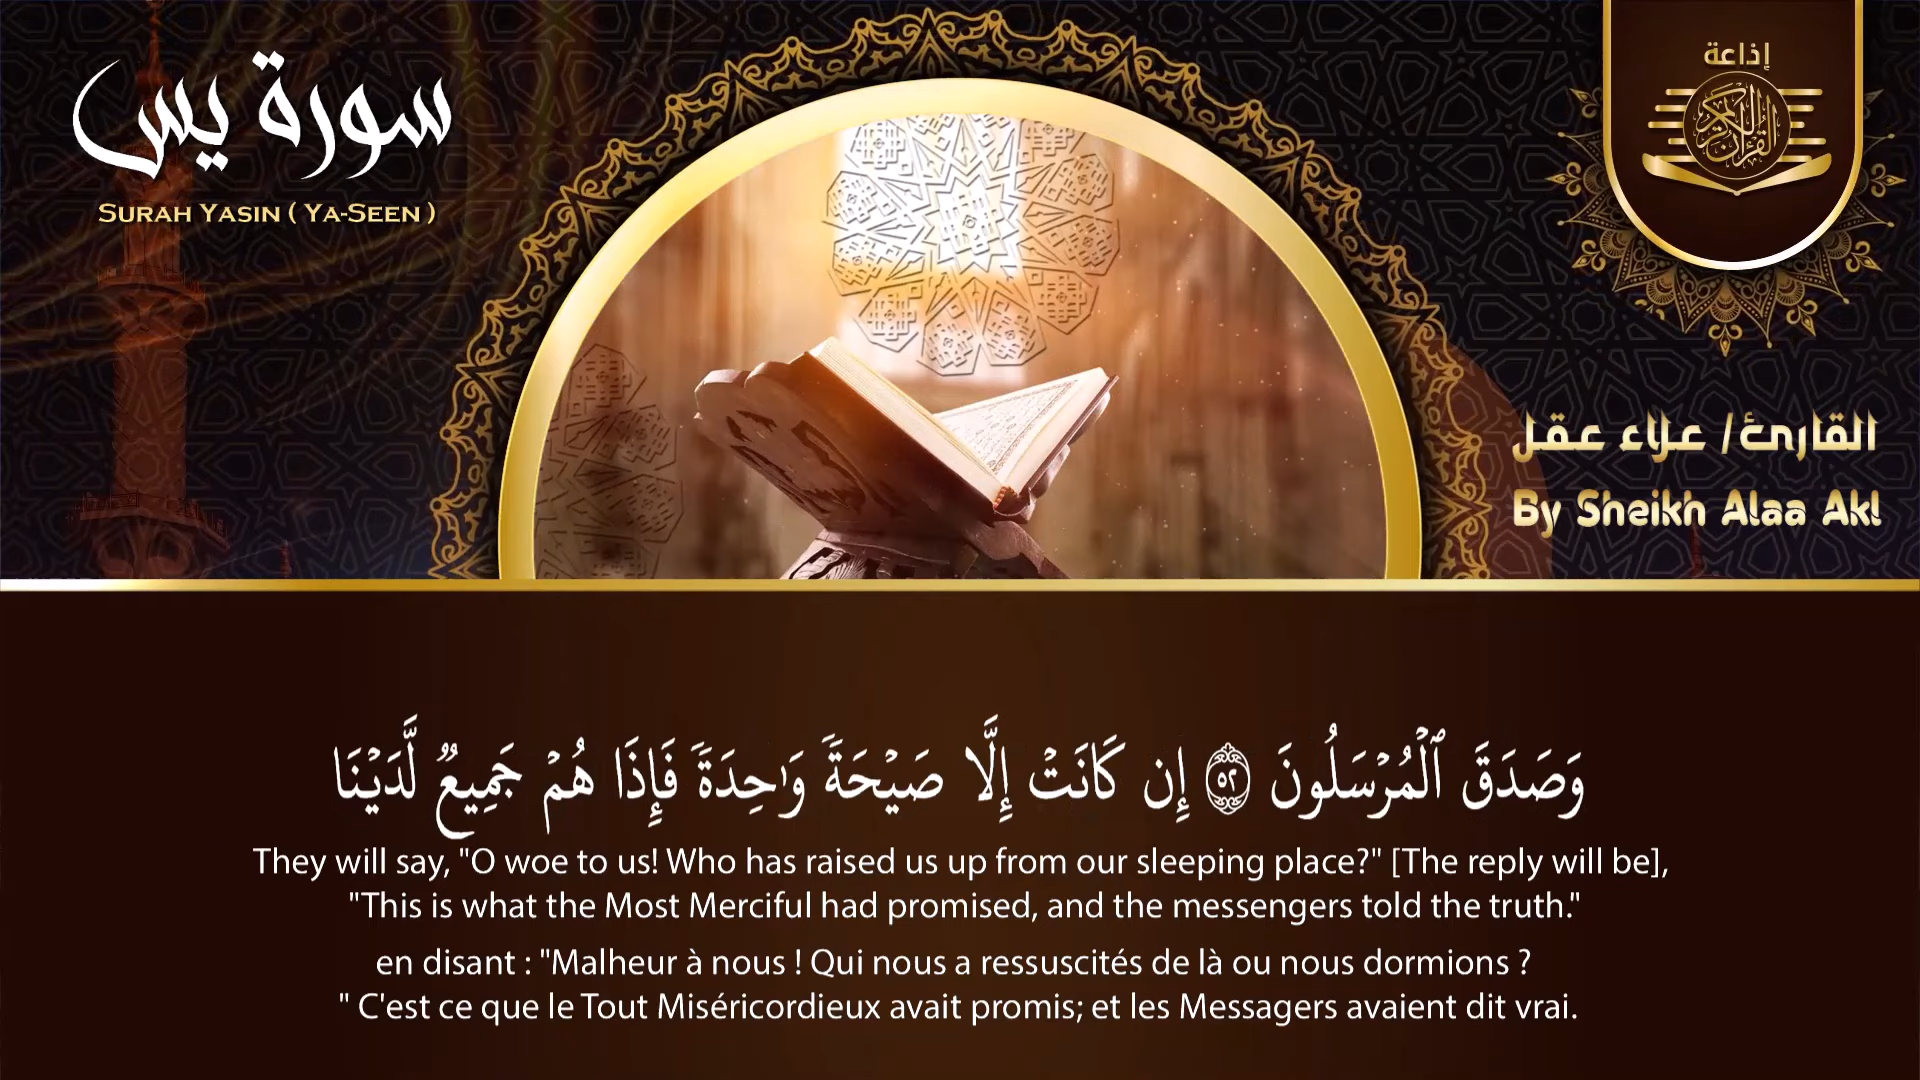 سورة يس
SURAH YASIN ( YA-SEEN )
إذاعة
القرآن الكريم
القارئ/ علاء عقل
By Sheikh Alaa Akl
وَصَدَقَ ٱلْمُرْسَلُونَ ٥٢ إِن كَانَتْ إِلَّا صَيْحَةً وَٰحِدَةً فَإِذَا هُمْ جَمِيعٌ لَّدَيْنَا
They will say, "O woe to us! Who has raised us up from our sleeping place?" [The reply will be],
"This is what the Most Merciful had promised, and the messengers told the truth."
en disant : "Malheur à nous ! Qui nous a ressuscités de là ou nous dormions ?
" C'est ce que le Tout Miséricordieux avait promis; et les Messagers avaient dit vrai.